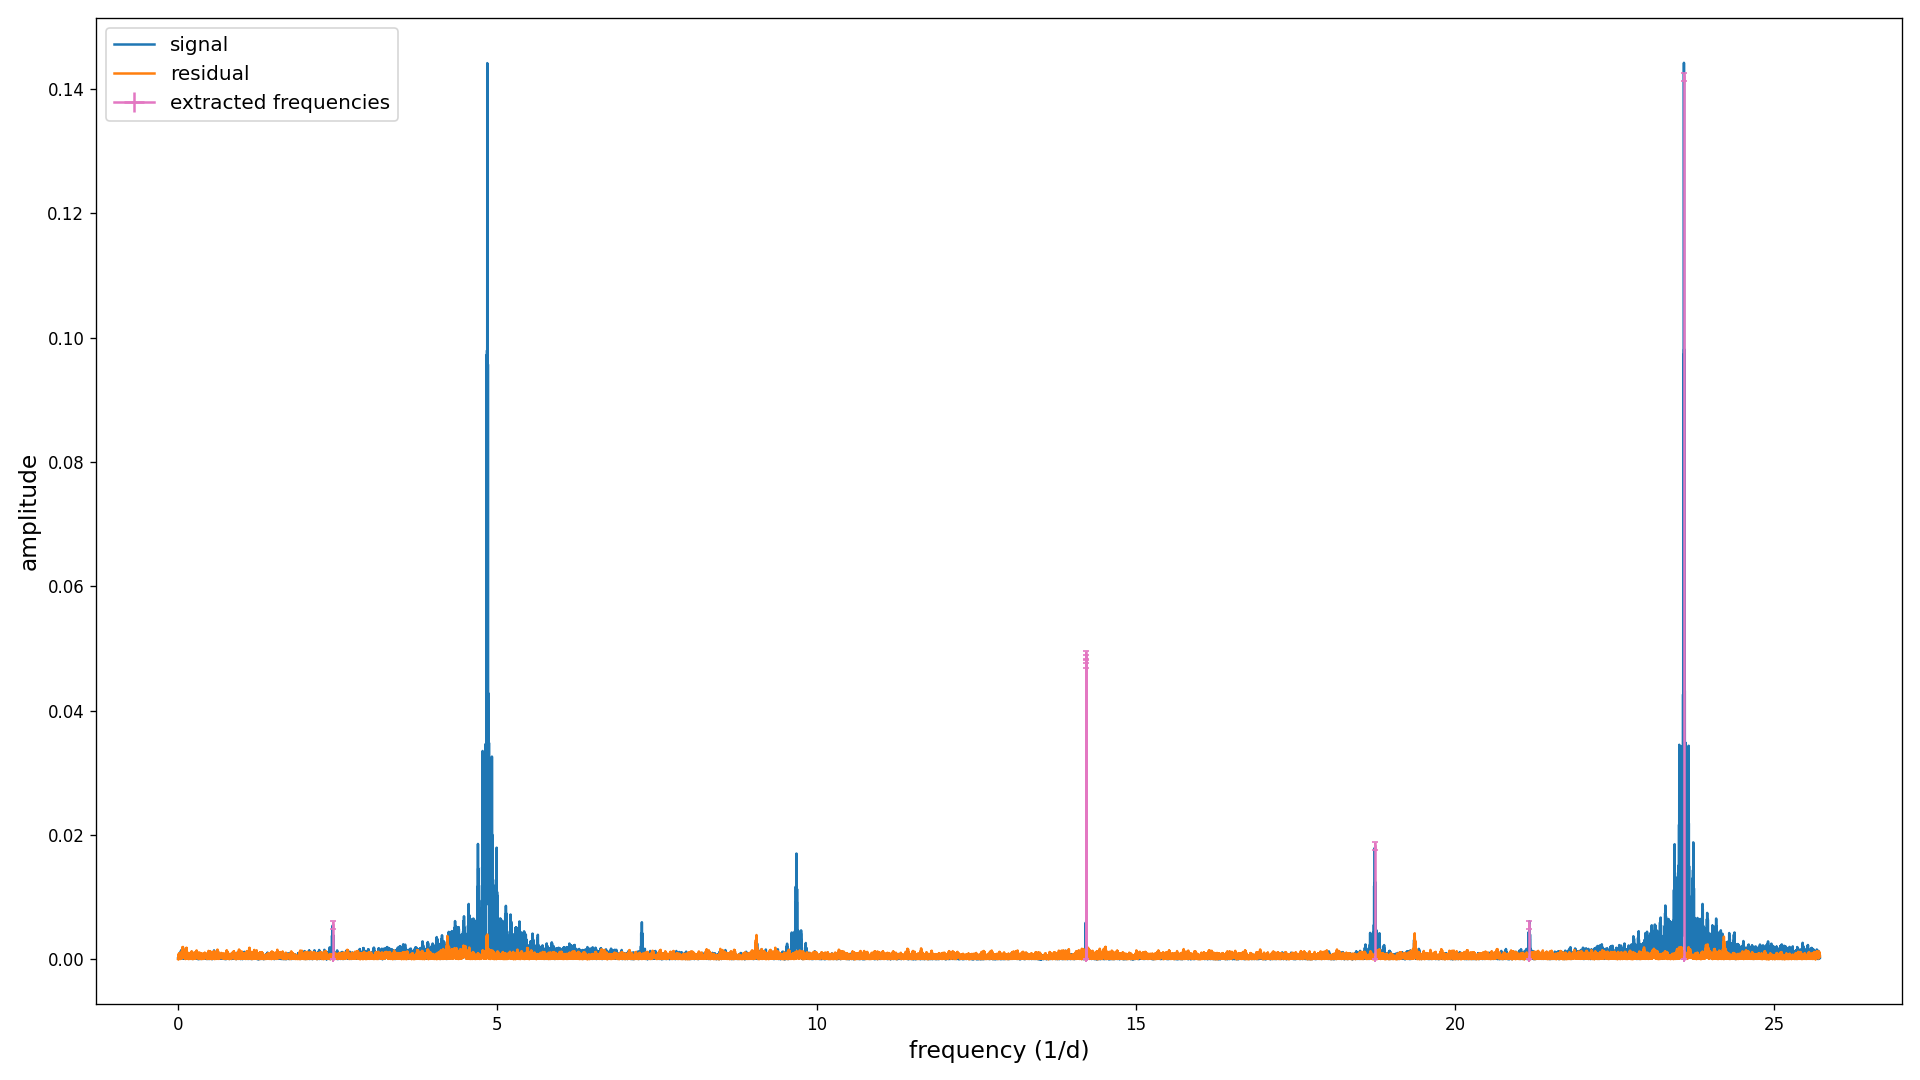 signal
residual
extracted frequencies
0.14
0.12
0.10
0.08
0.06
0.04
0.02
0.00
amplitude
0 5 10 15 20 25
frequency (1/d)